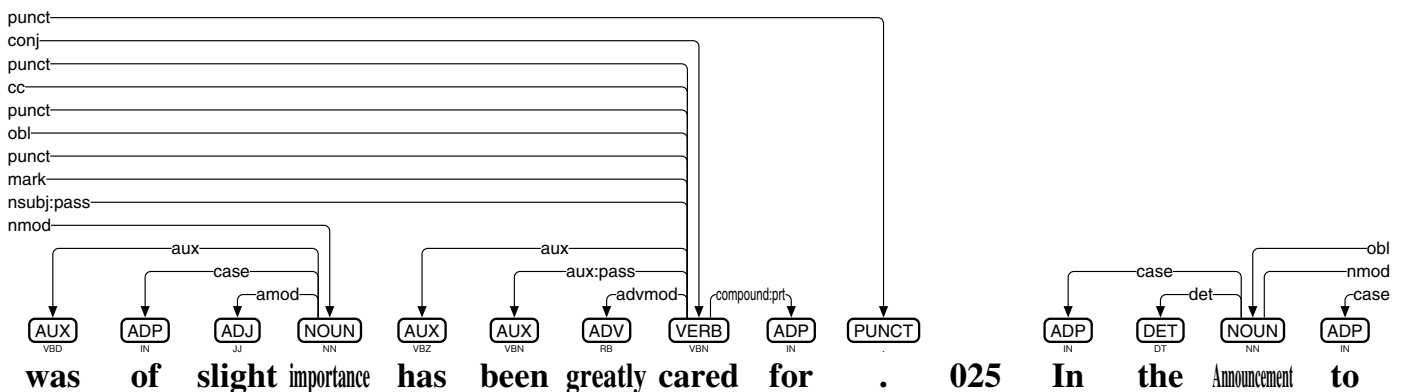 punct
conj
punct
cc
punct
obl
punct
mark
nsubj:pass
nmod
aux aux obl
case aux:pass case nmod
amod advmod compound:prt det case
AUX ADP ADJ NOUN AUX AUX ADV VERB ADP PUNCT ADP DET NOUN ADP
VBD IN JJ NN VBZ VBN RB VBN IN . IN DT NN IN
was of slight importance has been greatly cared for . 025 In the Announcement to